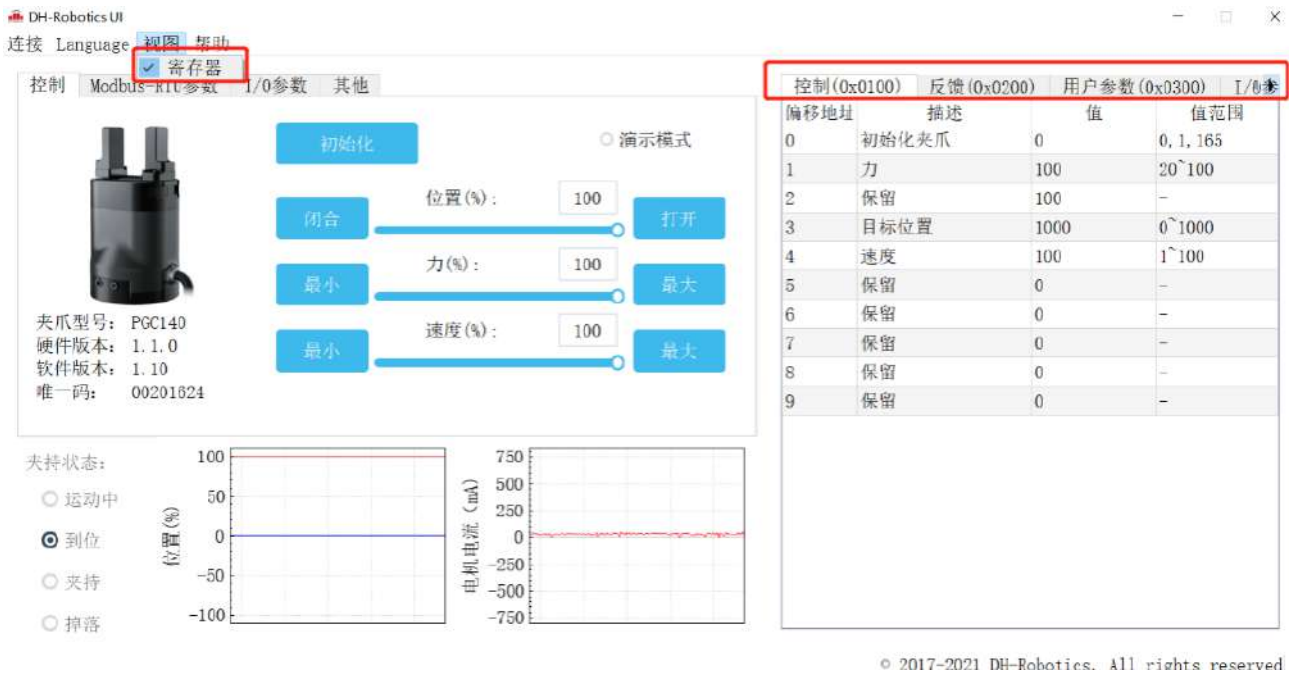 DH-Robotics UI
连接 Language 视图 帮助
寄存器
控制 Modbus-RTU参数 I/O参数 其他
初始化
演示模式
位置(%): 100
闭合 打开
力(%): 100
最小 最大
速度(%): 100
最小 最大
夹爪型号: PGC140
硬件版本: 1.1.0
软件版本: 1.10
唯一码: 00201624
夹持状态:
运动中
到位
夹持
掉落
位置(%)
100
50
0
-50
-100
电机电流 (mA)
750
500
250
0
-250
-500
-750
控制(0x0100) 反馈(0x0200) 用户参数(0x0300) I/O参
偏移地址 描述 值 值范围
0 初始化夹爪 0 0,1,165
1 力 100 20~100
2 保留 100 -
3 目标位置 1000 0~1000
4 速度 100 1~100
5 保留 0 -
6 保留 0 -
7 保留 0 -
8 保留 0 -
9 保留 0 -
© 2017-2021 DH-Robotics. All rights reserved